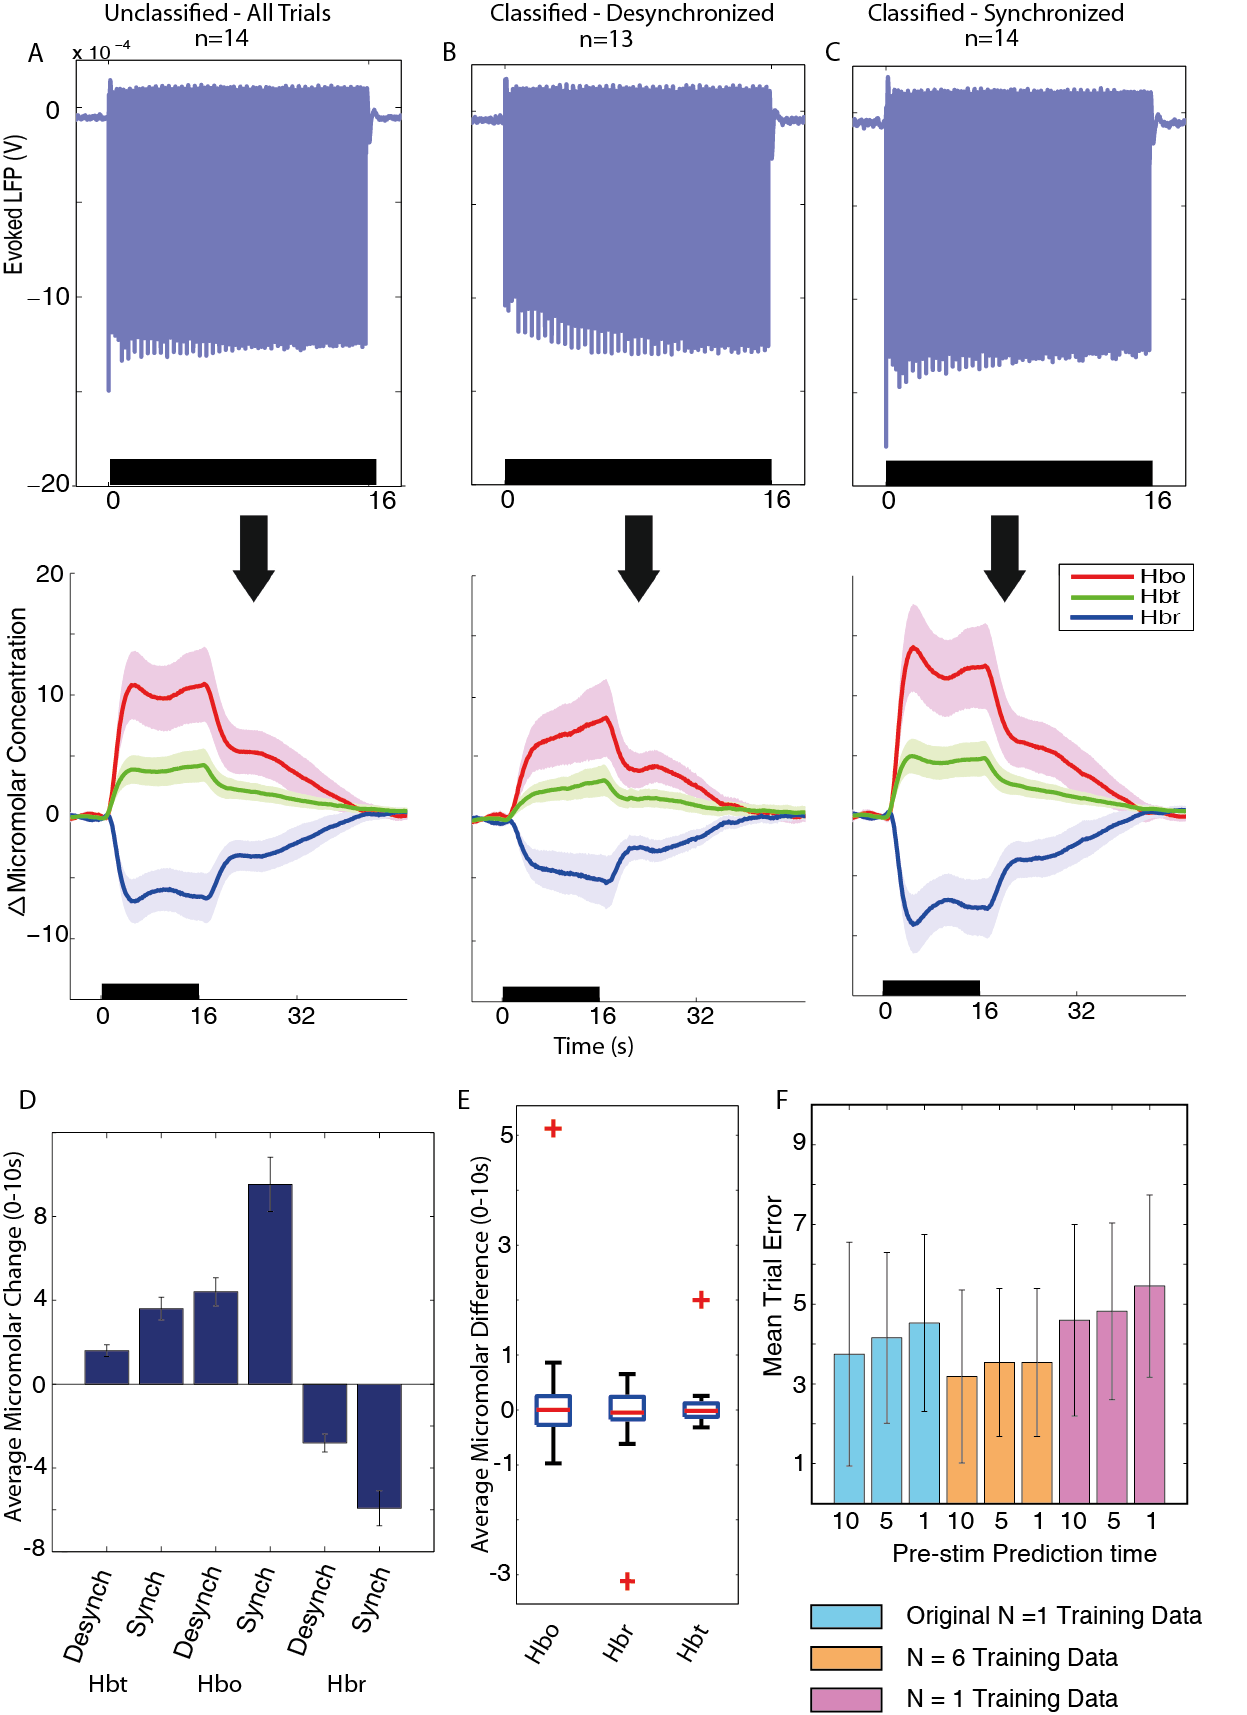 Unclassified - All Trials
n=14
Classified - Desynchronized
n=13
Classified - Synchronized
n=14
A
x 10 −4
B
C
Evoked LFP (V)
0
−10
−20
0 16
0 16
0 16
Hbo
Hbt
Hbr
Δ Micromolar Concentration
20
10
0
−10
0 16 32
0 16 32
0 16 32
Time (s)
D
Average Micromolar Change (0-10s)
8
4
0
-4
-8
Desynch
Synch
Desynch
Synch
Desynch
Synch
Hbt
Hbo
Hbr
E
Average Micromolar Difference (0-10s)
5
3
1
0
-1
-3
Hbo
Hbr
Hbt
F
Mean Trial Error
9
7
5
3
1
10 5 1 10 5 1 10 5 1
Pre-stim Prediction time
Original N =1 Training Data
N = 6 Training Data
N = 1 Training Data